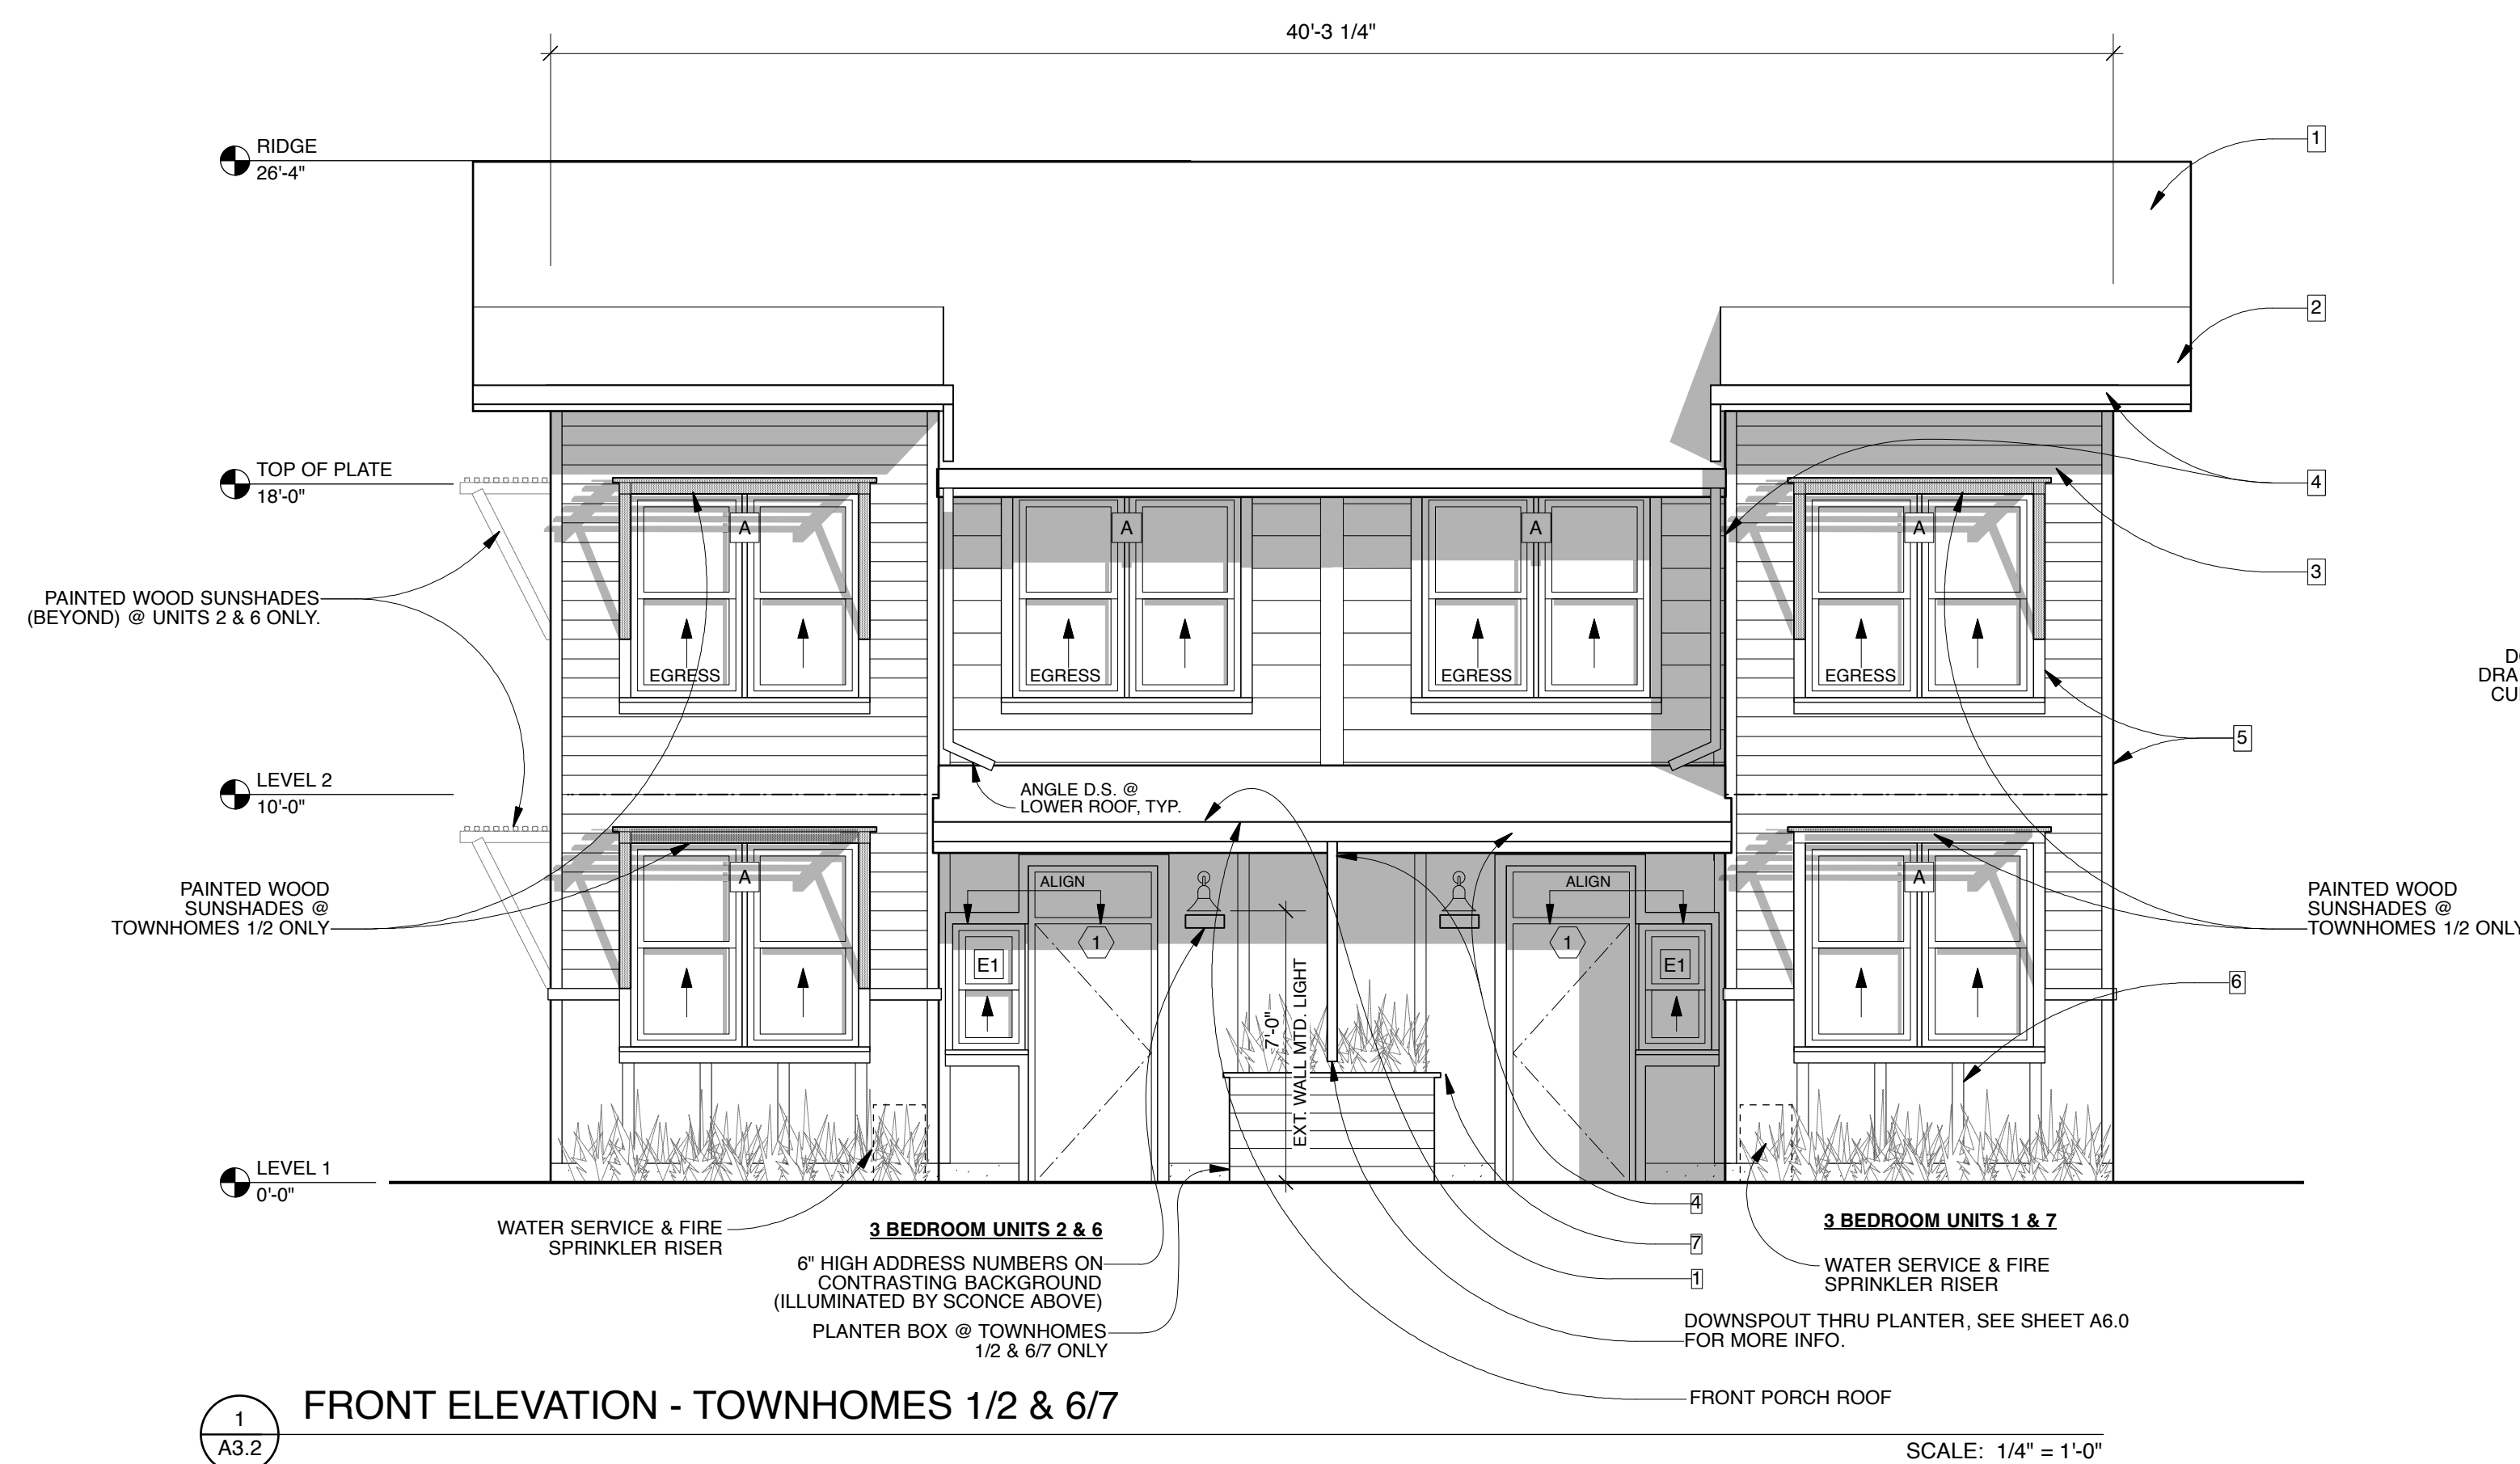 40'-3 1/4"
RIDGE
26'-4"
1
2
TOP OF PLATE
18'-0"
4
3
A
A
A
A
PAINTED WOOD SUNSHADES
(BEYOND) @ UNITS 2 & 6 ONLY.
EGRESS
EGRESS
EGRESS
EGRESS
D
DRA
CU
5
LEVEL 2
10'-0"
ANGLE D.S. @
LOWER ROOF, TYP.
A
A
PAINTED WOOD
SUNSHADES @
TOWNHOMES 1/2 ONLY
ALIGN
ALIGN
PAINTED WOOD
SUNSHADES @
TOWNHOMES 1/2 ONLY
1
1
E1
E1
6
7'-0"
EXT. WALL MTD. LIGHT
LEVEL 1
0'-0"
4
WATER SERVICE & FIRE
SPRINKLER RISER
3 BEDROOM UNITS 2 & 6
3 BEDROOM UNITS 1 & 7
7
6" HIGH ADDRESS NUMBERS ON
CONTRASTING BACKGROUND
(ILLUMINATED BY SCONCE ABOVE)
1
WATER SERVICE & FIRE
SPRINKLER RISER
PLANTER BOX @ TOWNHOMES
1/2 & 6/7 ONLY
DOWNSPOUT THRU PLANTER, SEE SHEET A6.0
FOR MORE INFO.
FRONT PORCH ROOF
1
A3.2
FRONT ELEVATION - TOWNHOMES 1/2 & 6/7
SCALE: 1/4" = 1'-0"